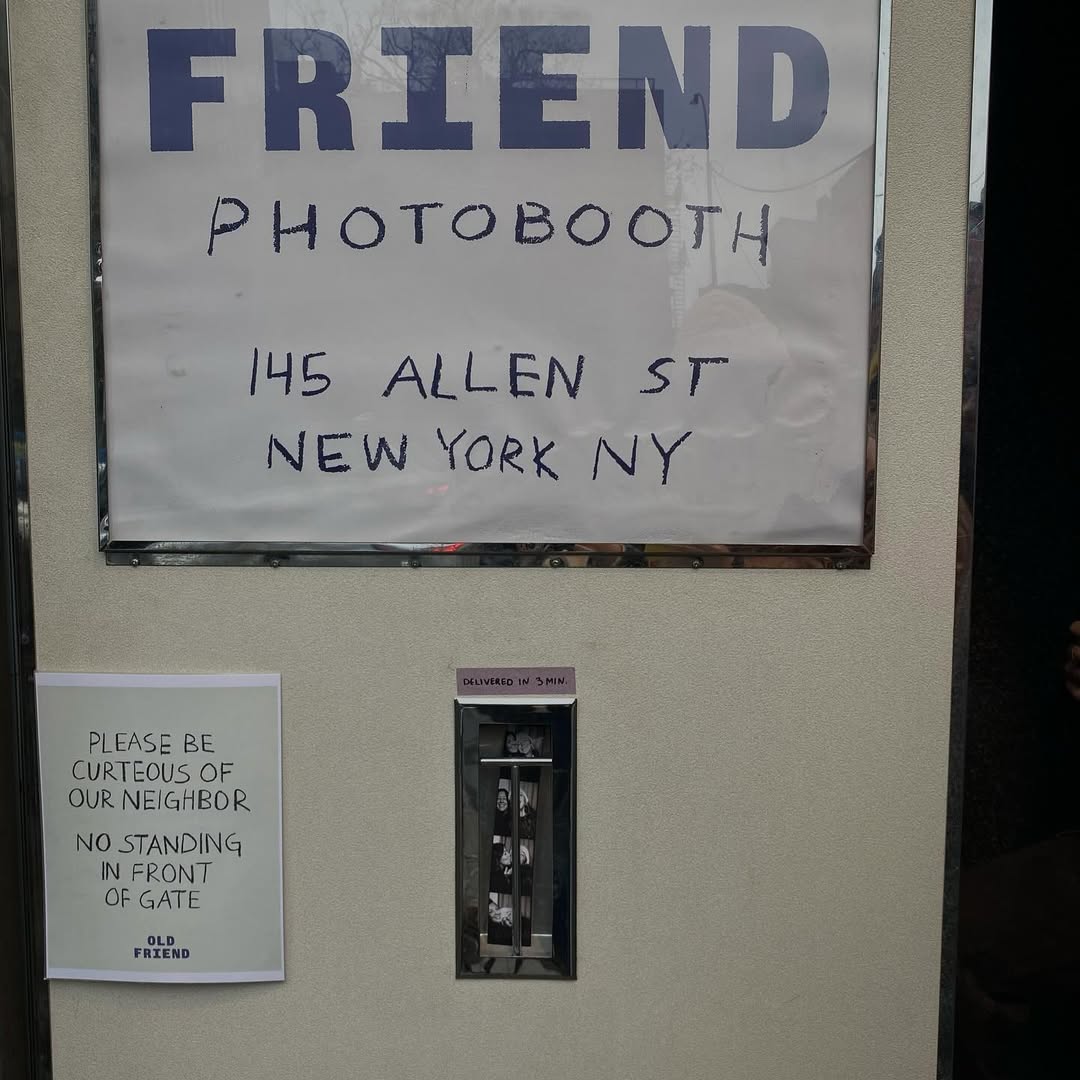 FRIEND
PHOTOBOOTH
145 ALLEN ST
NEW YORK NY
DELIVERED IN 3 MIN.
PLEASE BE
CURTEOUS OF
OUR NEIGHBOR
NO STANDING
IN FRONT
OF GATE
OLD
FRIEND